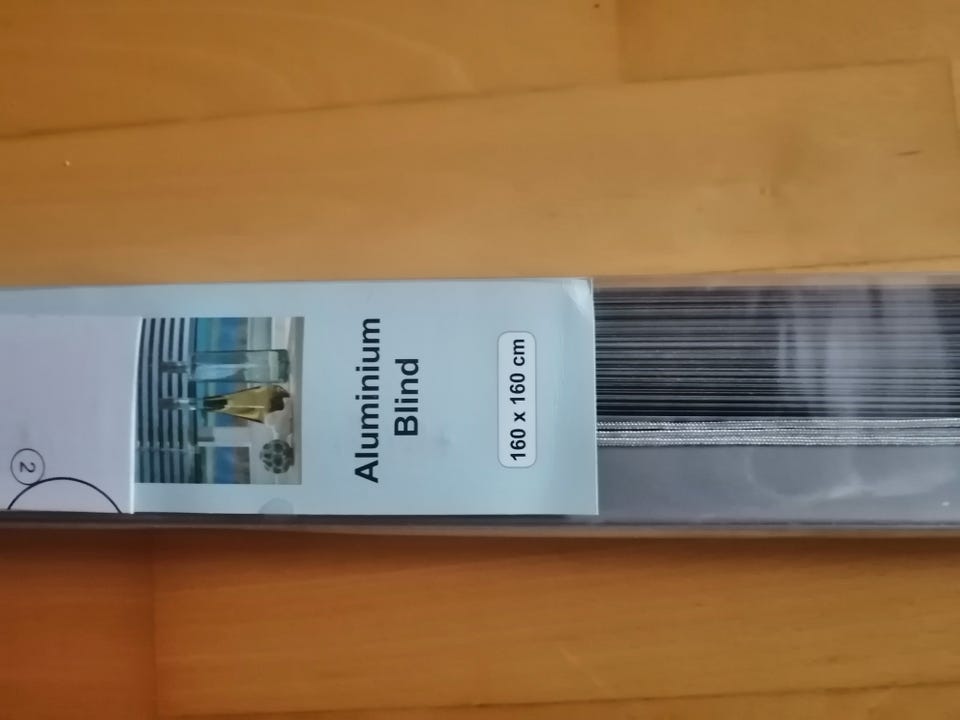 Aluminium
Blind
160 x 160 cm
2